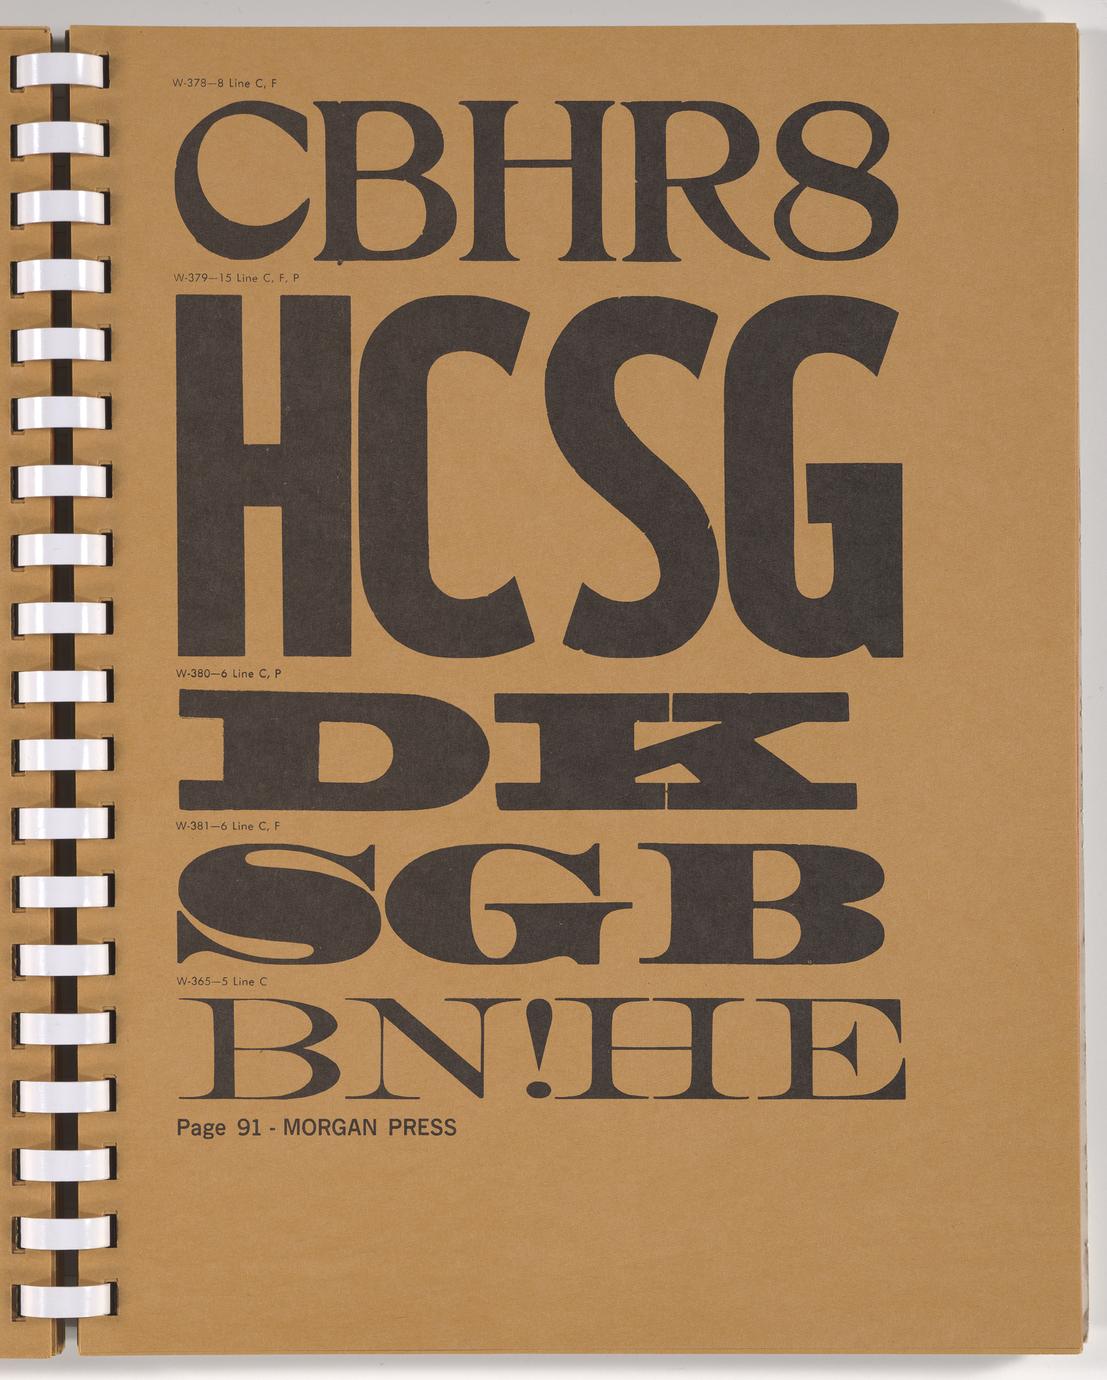 W-378—8 Line C, F
CBHR8
W-379—15 Line C, F, P
HCSG
W-380—6 Line C, P
DK
W-381—6 Line C, F
SGB
W-365—5 Line C
BN!HE
Page 91 - MORGAN PRESS